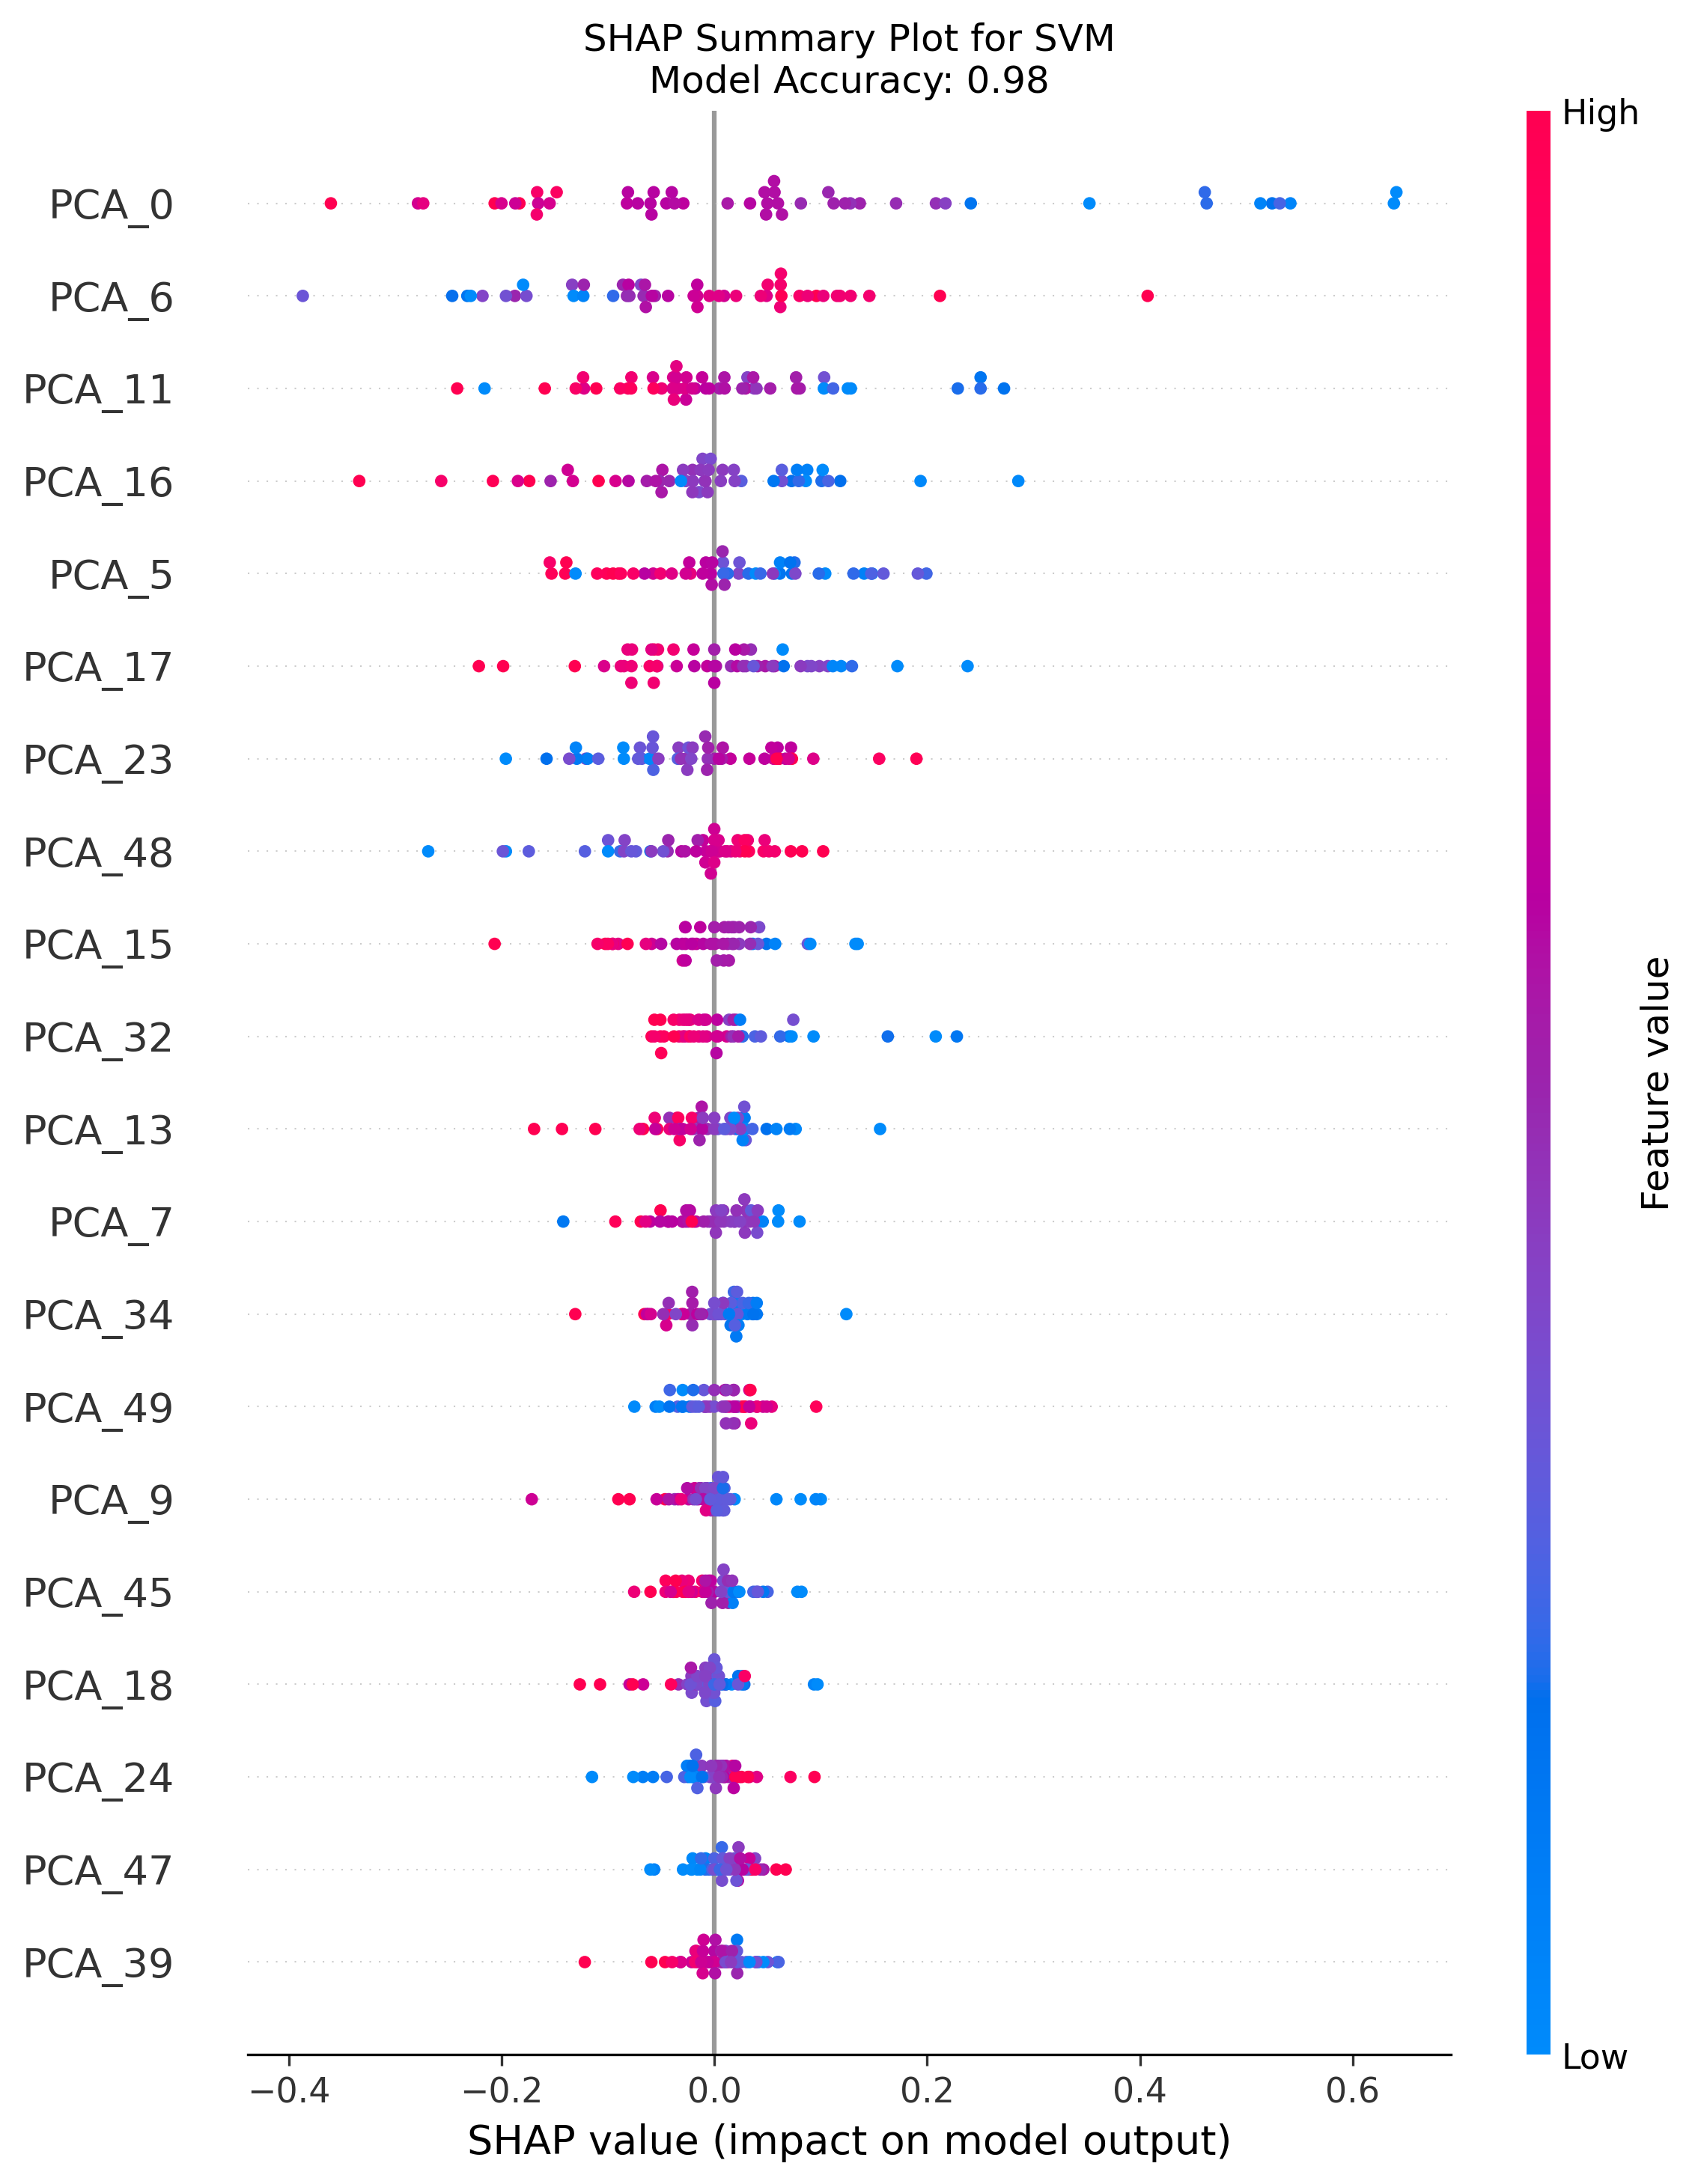 SHAP Summary Plot for SVM
Model Accuracy: 0.98
High
PCA_0
PCA_6
PCA_11
PCA_16
PCA_5
PCA_17
PCA_23
PCA_48
PCA_15
PCA_32
PCA_13
PCA_7
PCA_34
PCA_49
PCA_9
PCA_45
PCA_18
PCA_24
PCA_47
PCA_39
Feature value
Low
−0.4 −0.2 0.0 0.2 0.4 0.6
SHAP value (impact on model output)